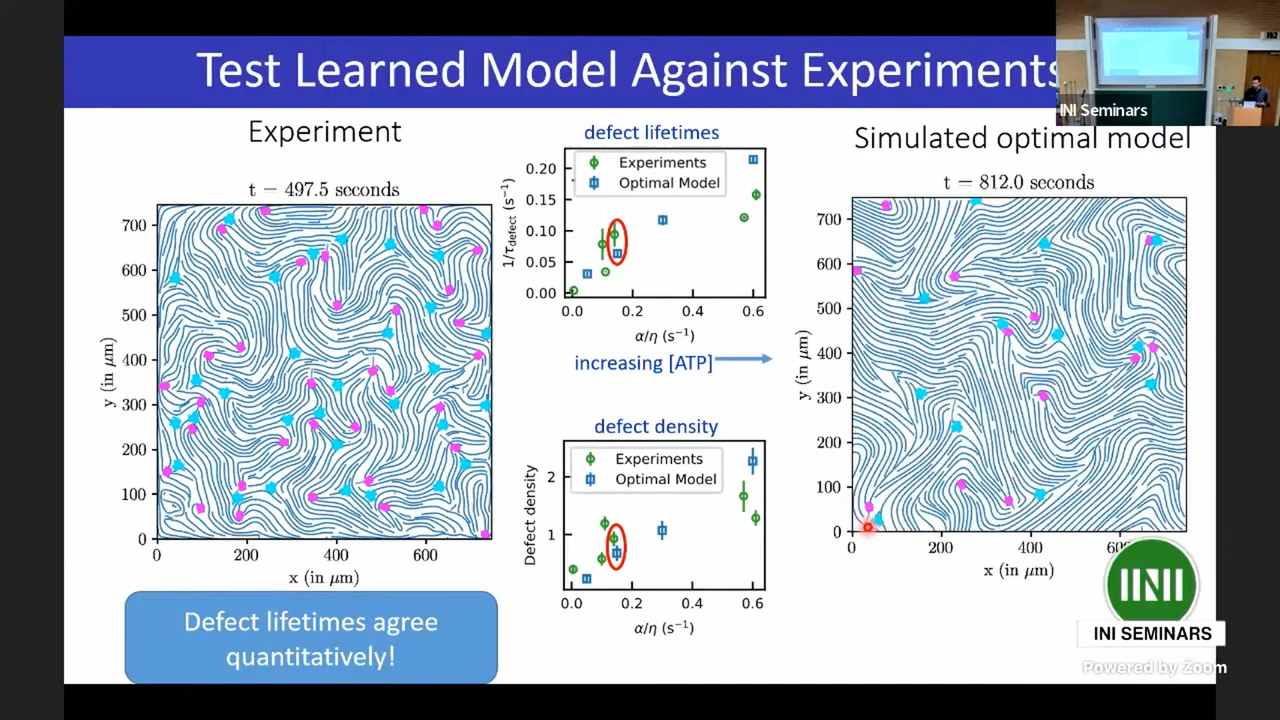 Test Learned Model Against Experiments
INI Seminars
Experiment
t = 497.5 seconds
700
600
500
400
300
200
100
0
0
200
400
600
y (in μm)
x (in μm)
Defect lifetimes agree
quantitatively!
defect lifetimes
Experiments
Optimal Model
0.20
0.15
0.10
0.05
0.00
1/τdefect (s⁻¹)
0.0
0.2
0.4
0.6
α/η (s⁻¹)
increasing [ATP]
defect density
Experiments
Optimal Model
2
1
Defect density
0.0
0.2
0.4
0.6
α/η (s⁻¹)
Simulated optimal model
t = 812.0 seconds
700
600
500
400
300
200
100
0
0
200
400
y (in μm)
x (in μm)
INI
INI SEMINARS
Powered by Zoom